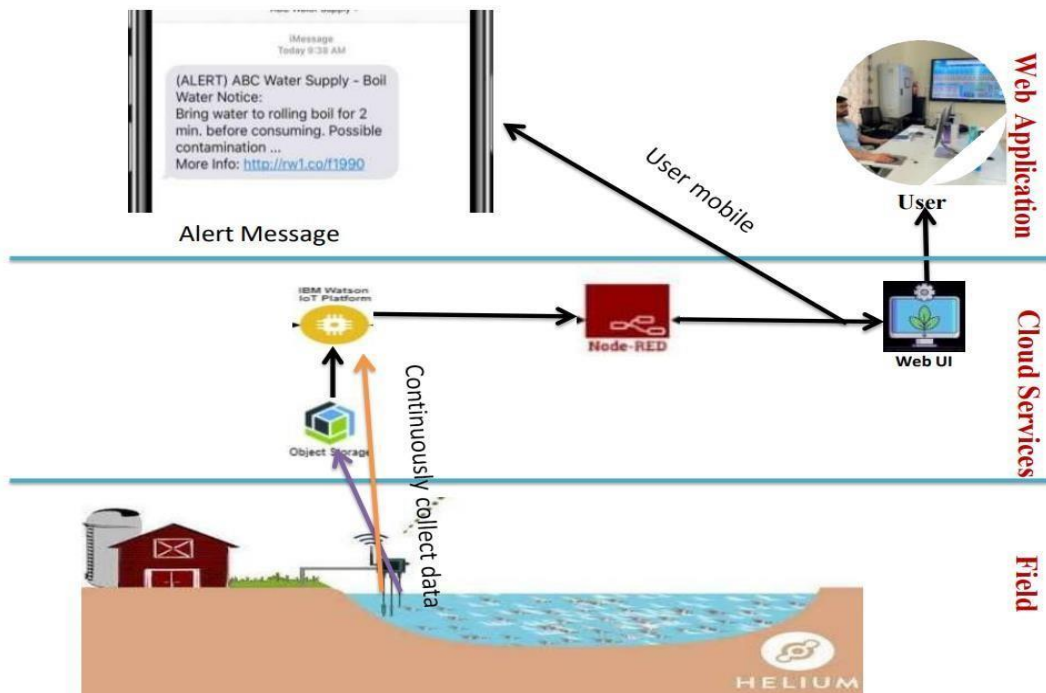 iMessage
Today 9:38 AM
(ALERT) ABC Water Supply - Boil
Water Notice:
Bring water to rolling boil for 2
min. before consuming. Possible
contamination ...
More Info: http://rw1.co/f1990
Alert Message
User mobile
User
Web Application
IBM Watson
IoT Platform
Node-RED
Web UI
Object Storage
Continuously collect data
Cloud Services
Field
HELIUM